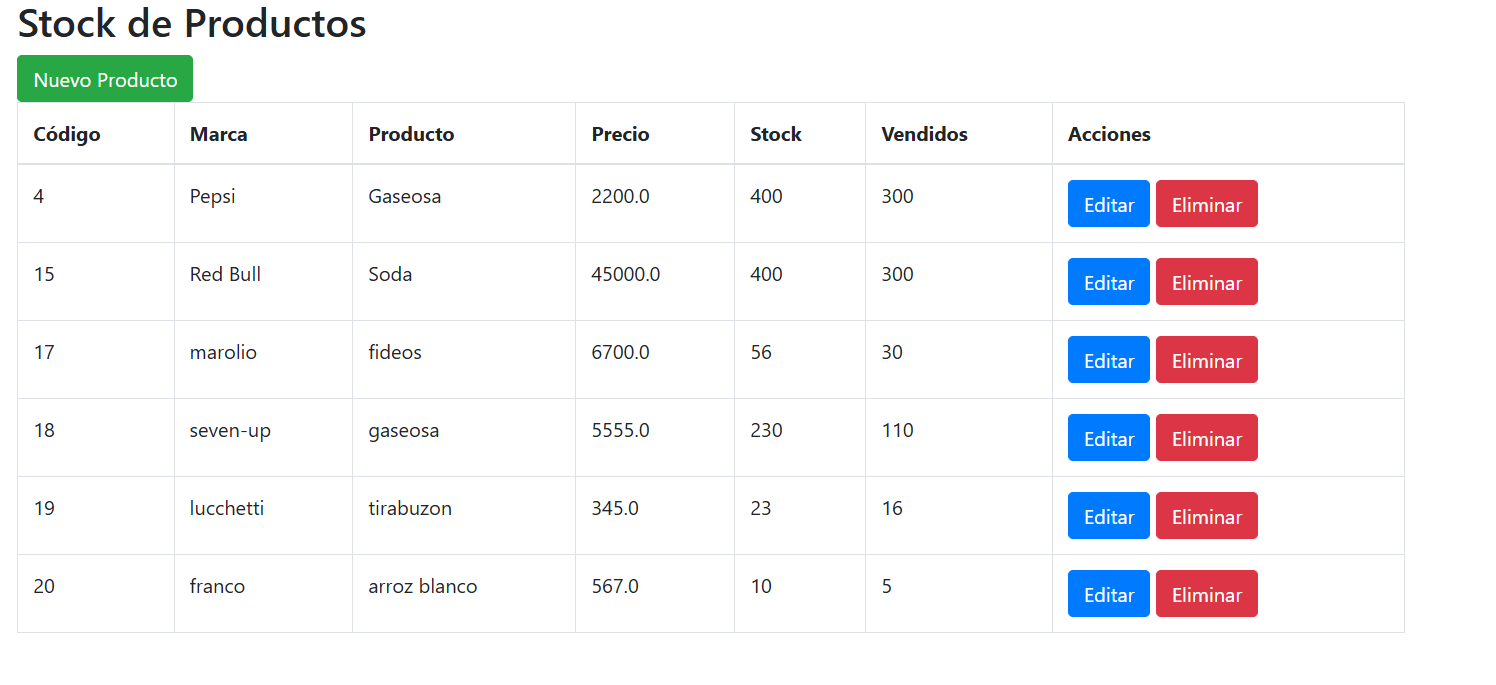 Stock de Productos
Nuevo Producto
Código Marca Producto Precio Stock Vendidos Acciones
4 Pepsi Gaseosa 2200.0 400 300 Editar Eliminar
15 Red Bull Soda 45000.0 400 300 Editar Eliminar
17 marolio fideos 6700.0 56 30 Editar Eliminar
18 seven-up gaseosa 5555.0 230 110 Editar Eliminar
19 lucchetti tirabuzon 345.0 23 16 Editar Eliminar
20 franco arroz blanco 567.0 10 5 Editar Eliminar